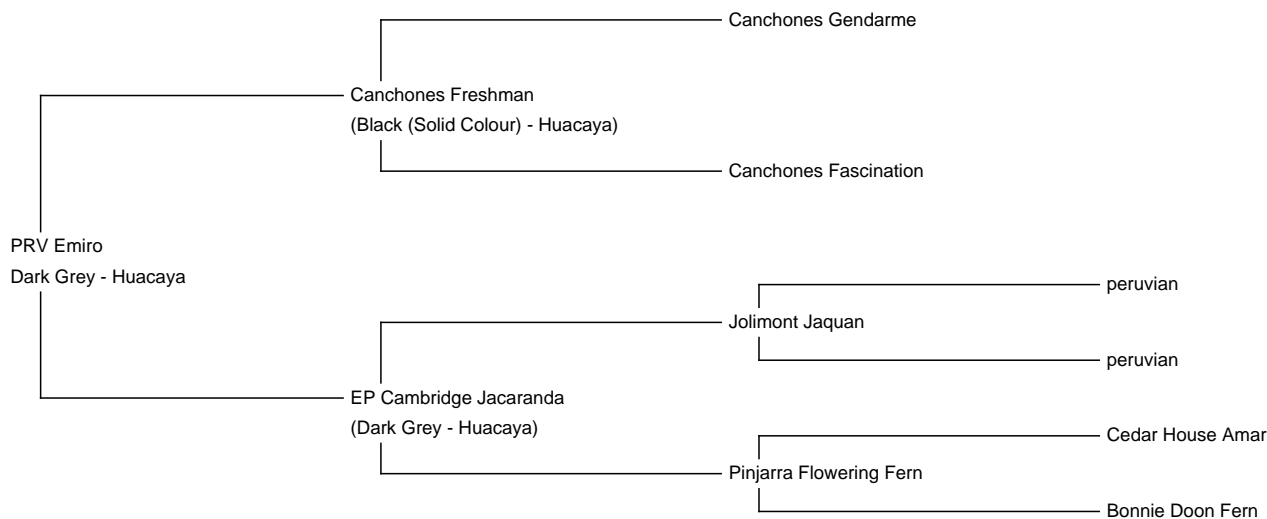 Canchones Gendarme
Canchones Freshman
(Black (Solid Colour) - Huacaya)
Canchones Fascination
PRV Emiro
Dark Grey - Huacaya
peruvian
Jolimont Jaquan
peruvian
EP Cambridge Jacaranda
(Dark Grey - Huacaya)
Cedar House Amar
Pinjarra Flowering Fern
Bonnie Doon Fern